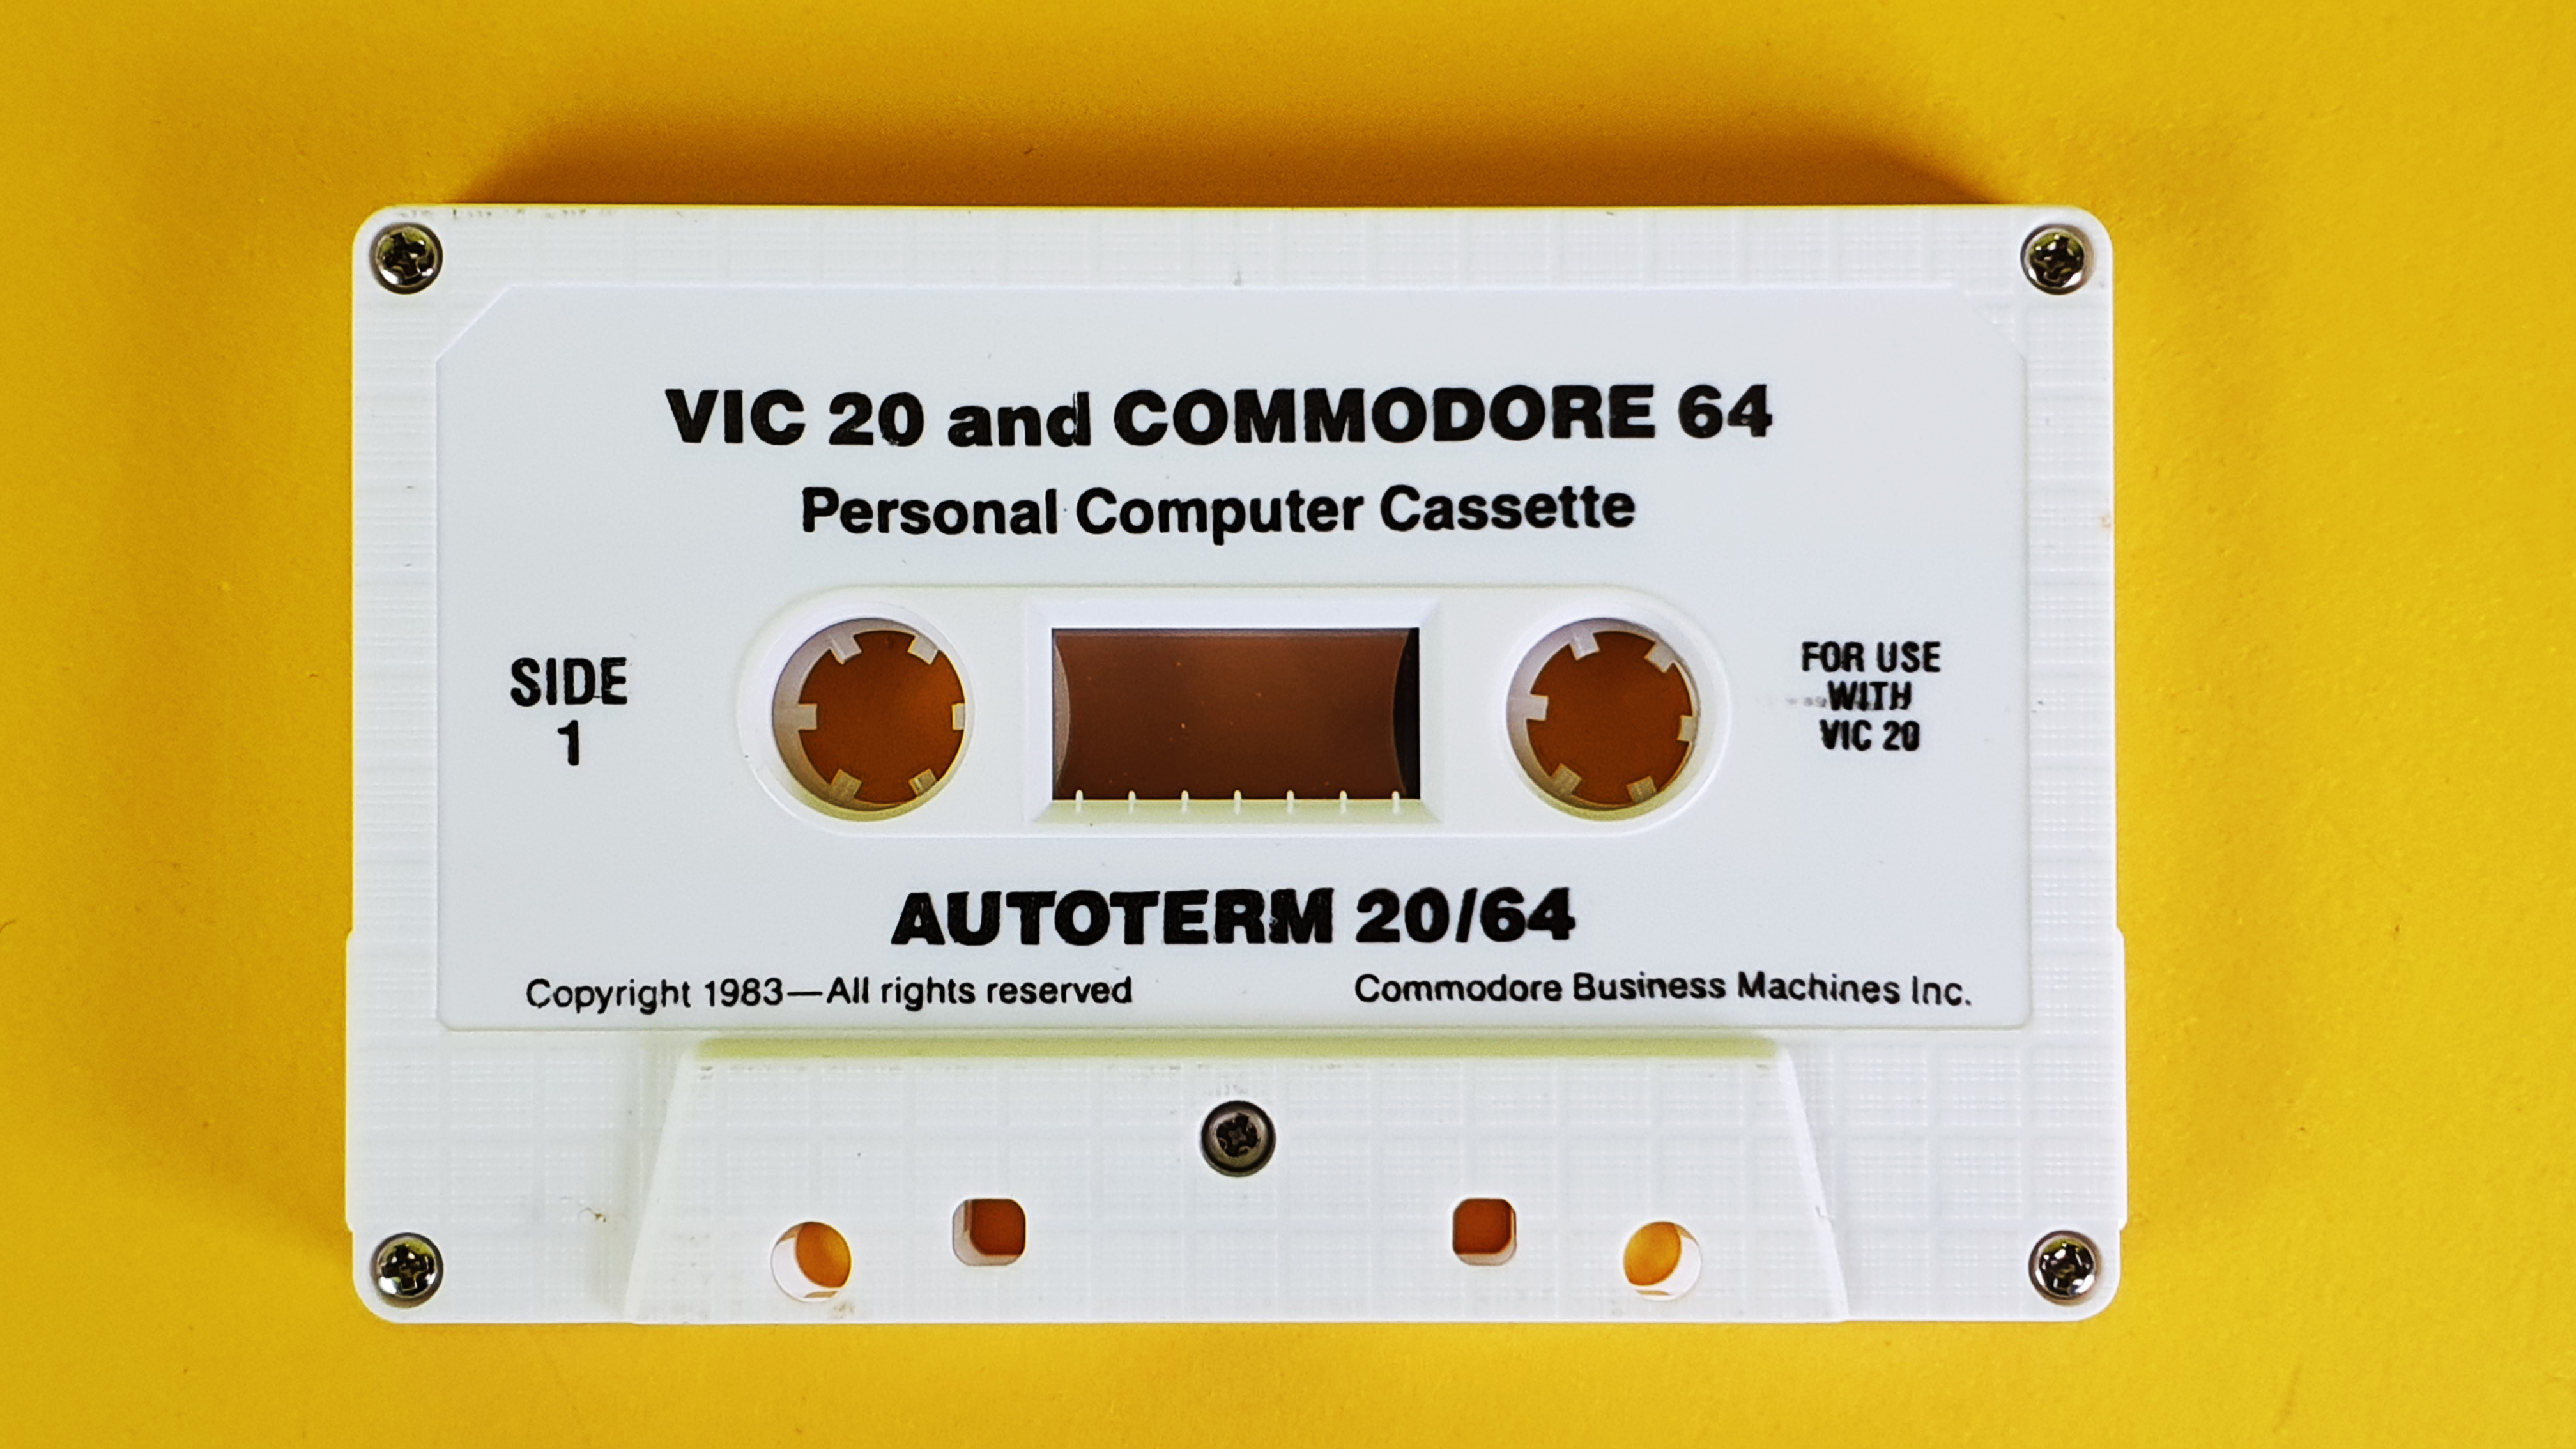 VIC 20 and COMMODORE 64
Personal Computer Cassette
SIDE
1
FOR USE
WITH
VIC 20
AUTOTERM 20/64
Copyright 1983—All rights reserved
Commodore Business Machines Inc.